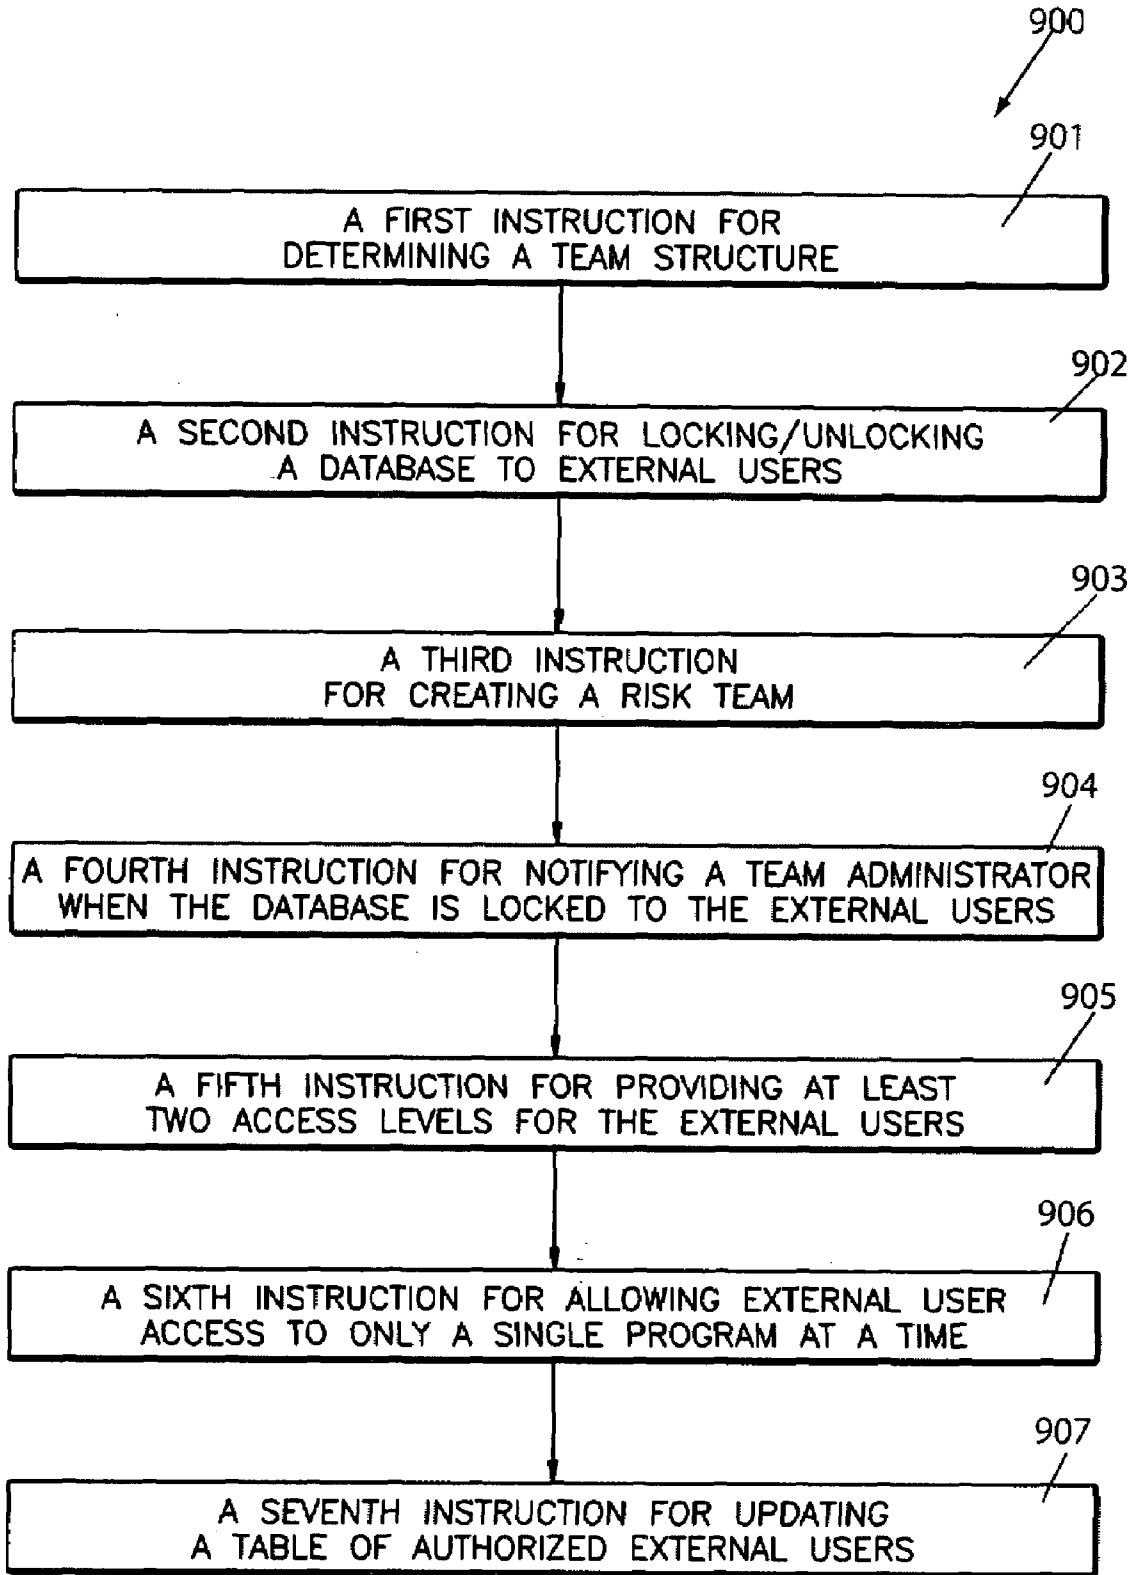 900
901
A FIRST INSTRUCTION FOR
DETERMINING A TEAM STRUCTURE
902
A SECOND INSTRUCTION FOR LOCKING/UNLOCKING
A DATABASE TO EXTERNAL USERS
903
A THIRD INSTRUCTION
FOR CREATING A RISK TEAM
904
A FOURTH INSTRUCTION FOR NOTIFYING A TEAM ADMINISTRATOR
WHEN THE DATABASE IS LOCKED TO THE EXTERNAL USERS
905
A FIFTH INSTRUCTION FOR PROVIDING AT LEAST
TWO ACCESS LEVELS FOR THE EXTERNAL USERS
906
A SIXTH INSTRUCTION FOR ALLOWING EXTERNAL USER
ACCESS TO ONLY A SINGLE PROGRAM AT A TIME
907
A SEVENTH INSTRUCTION FOR UPDATING
A TABLE OF AUTHORIZED EXTERNAL USERS